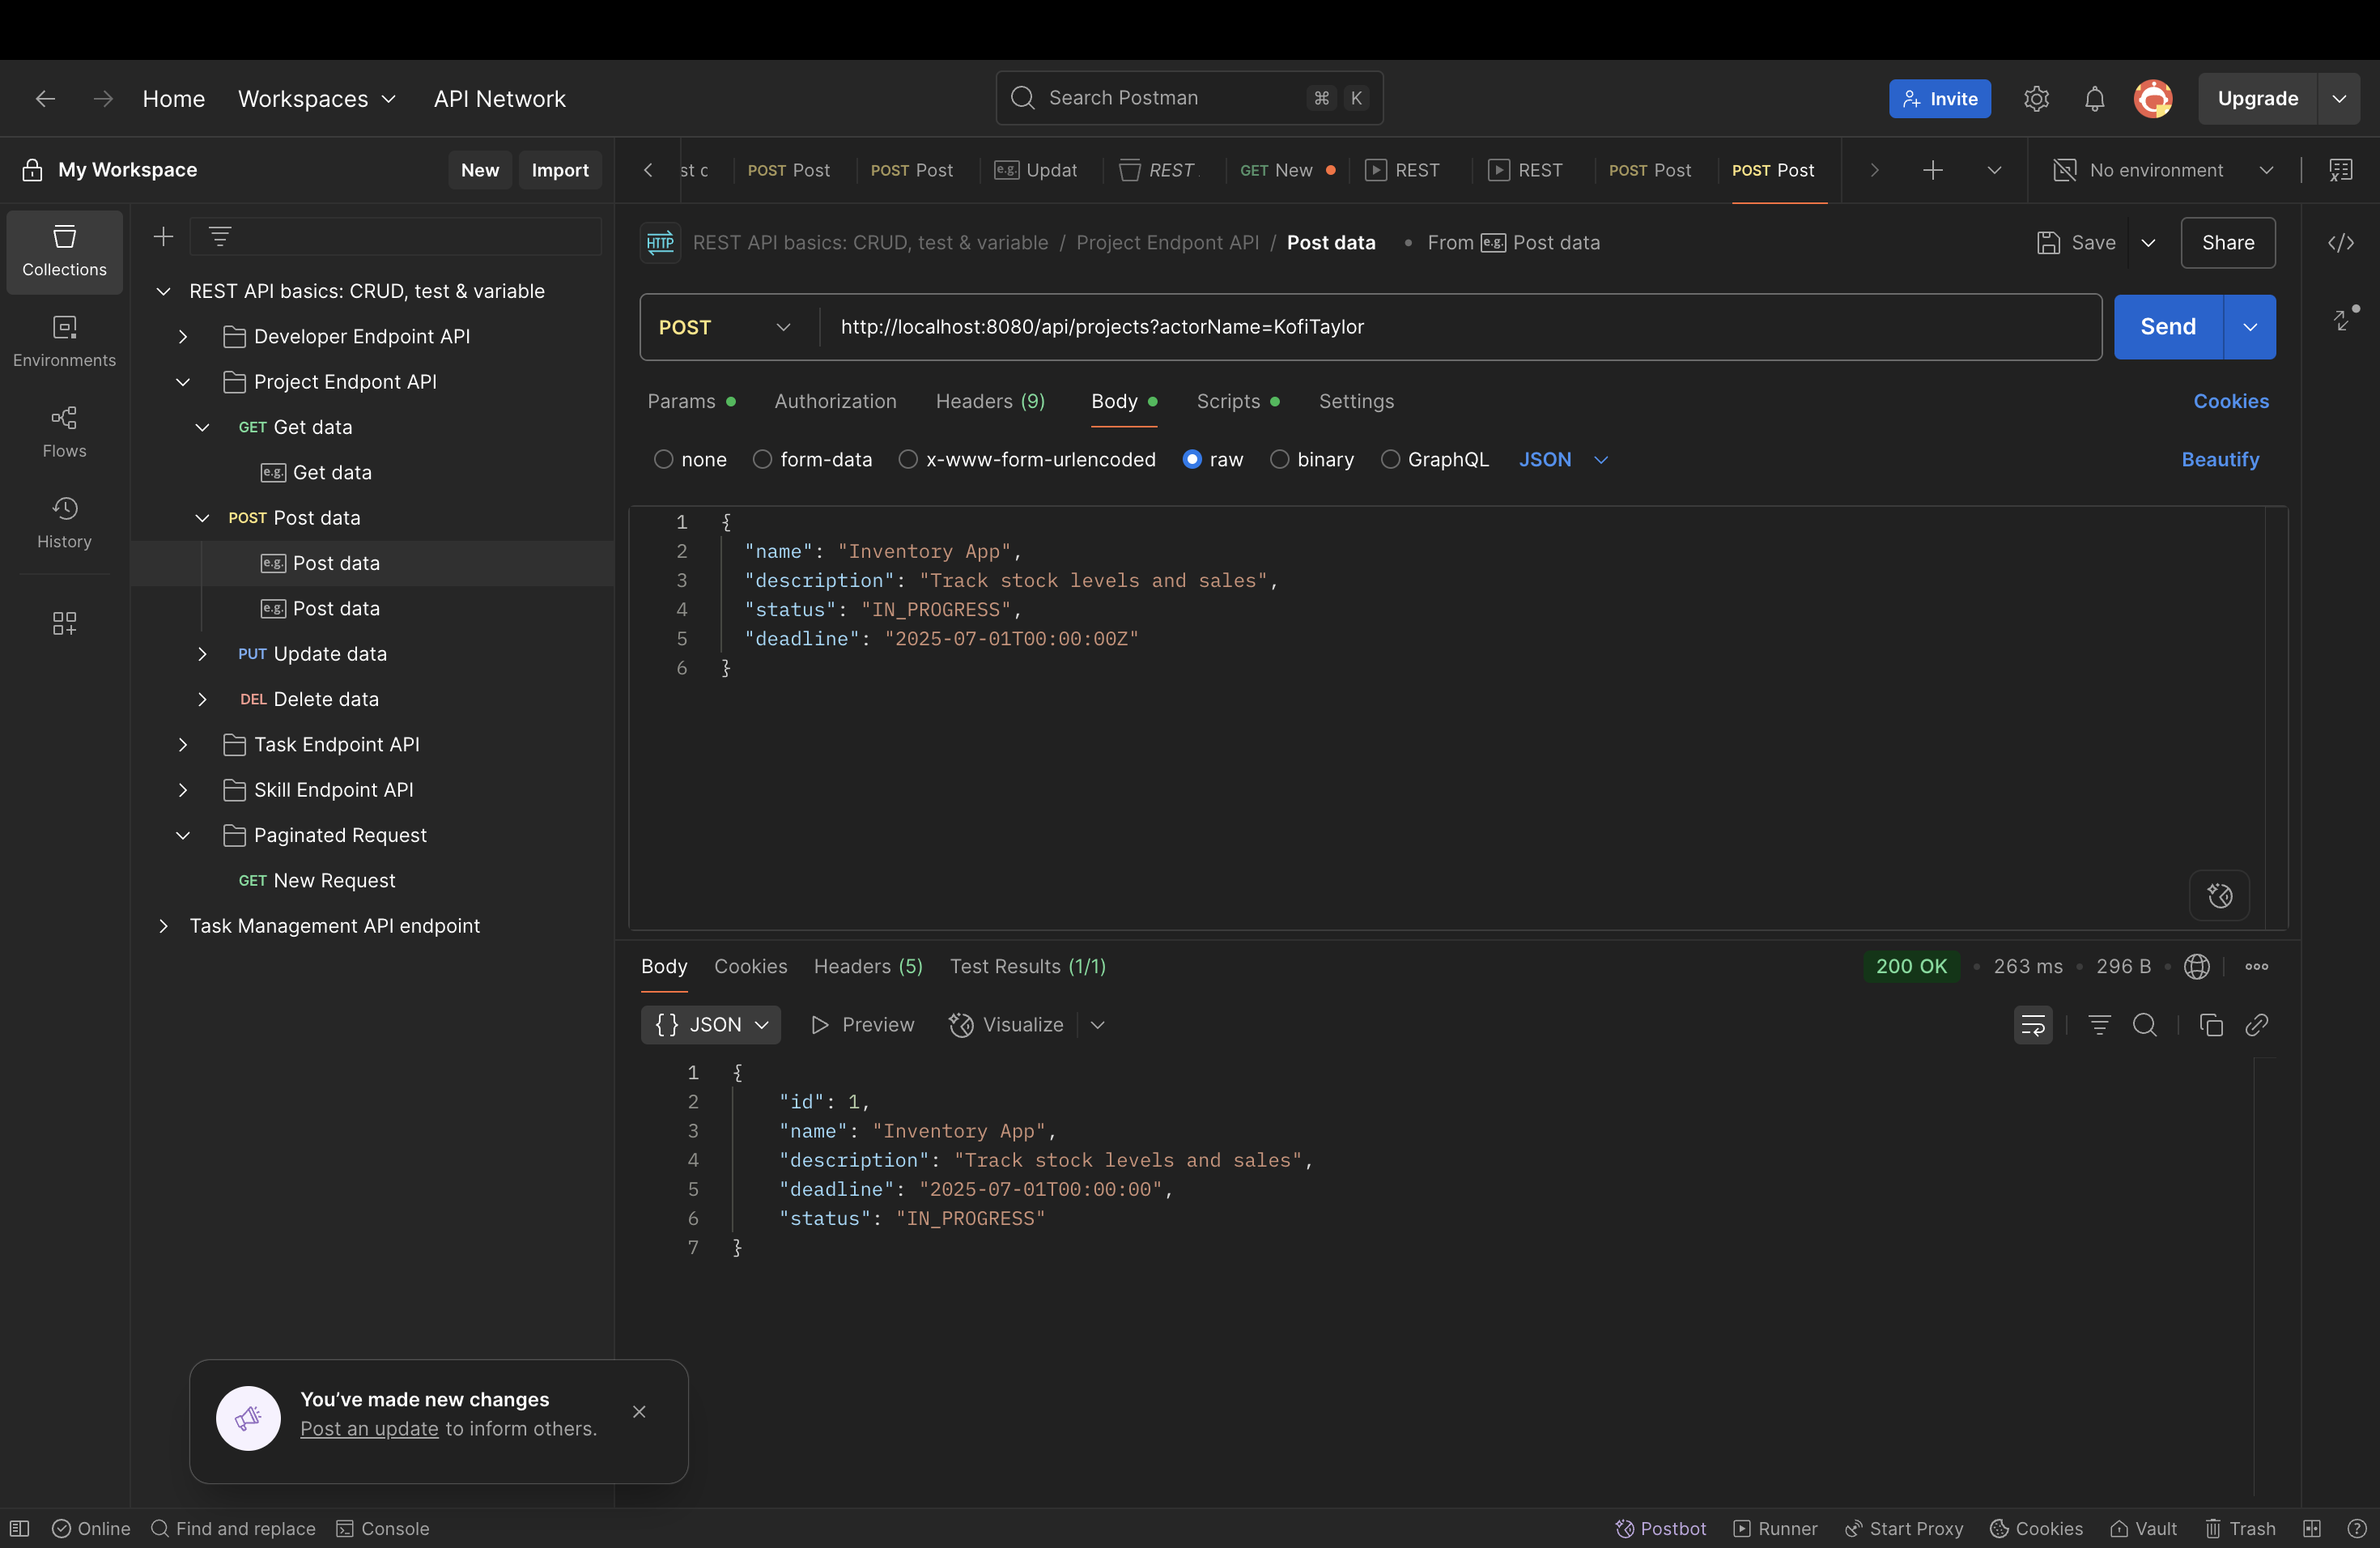 Home Workspaces API Network Search Postman ⌘ K Invite Upgrade
My Workspace New Import
st c POST Post POST Post e.g. Updat REST GET New REST REST POST Post POST Post No environment
Collections
Environments
Flows
History
REST API basics: CRUD, test & variable
Developer Endpoint API
Project Endpont API
GET Get data
e.g. Get data
POST Post data
e.g. Post data
e.g. Post data
PUT Update data
DEL Delete data
Task Endpoint API
Skill Endpoint API
Paginated Request
GET New Request
Task Management API endpoint
HTTP REST API basics: CRUD, test & variable / Project Endpont API / Post data • From e.g. Post data Save Share
POST http://localhost:8080/api/projects?actorName=KofiTaylor Send
Params Authorization Headers (9) Body Scripts Settings Cookies
none form-data x-www-form-urlencoded raw binary GraphQL JSON Beautify
1 {
2 "name": "Inventory App",
3 "description": "Track stock levels and sales",
4 "status": "IN_PROGRESS",
5 "deadline": "2025-07-01T00:00:00Z"
6 }
Body Cookies Headers (5) Test Results (1/1) 200 OK • 263 ms • 296 B
{} JSON Preview Visualize
1 {
2 "id": 1,
3 "name": "Inventory App",
4 "description": "Track stock levels and sales",
5 "deadline": "2025-07-01T00:00:00",
6 "status": "IN_PROGRESS"
7 }
You've made new changes
Post an update to inform others.
Online Find and replace Console Postbot Runner Start Proxy Cookies Vault Trash